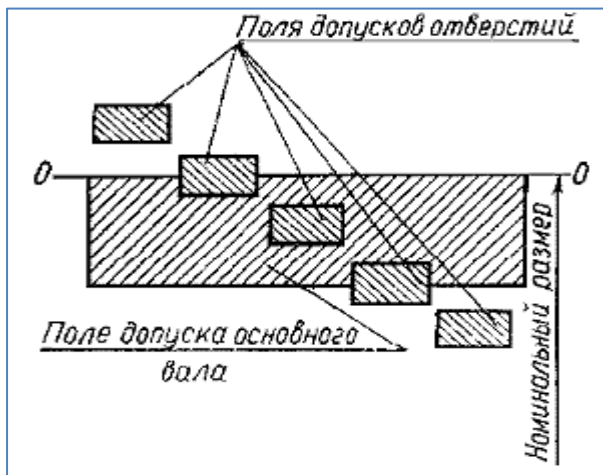 Поля допусков отверстий
0
0
Поле допуска основного
вала
Номинальный размер